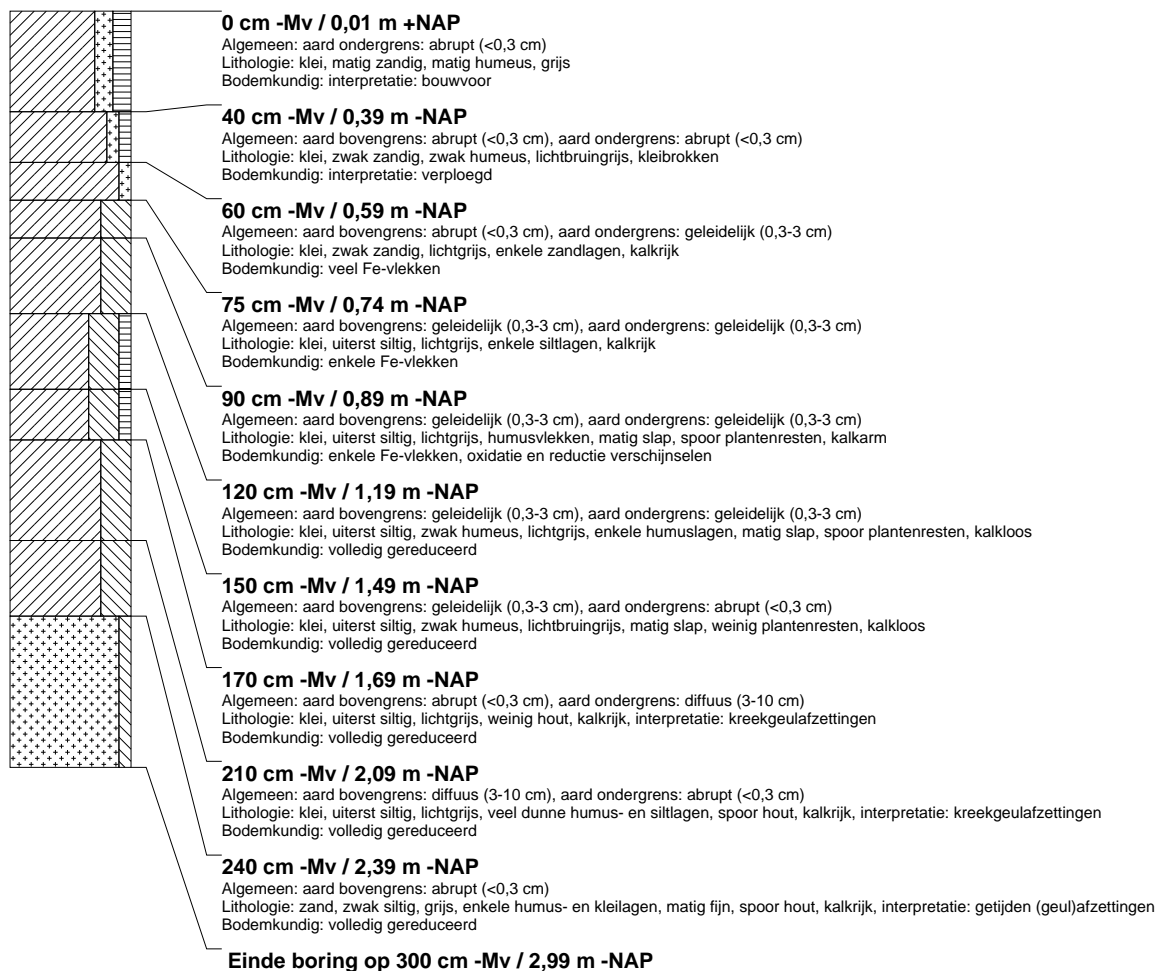 0 cm -Mv / 0,01 m +NAP
Algemeen: aard ondergrens: abrupt (<0,3 cm)
Lithologie: klei, matig zandig, matig humeus, grijs
Bodemkundig: interpretatie: bouwvoor
40 cm -Mv / 0,39 m -NAP
Algemeen: aard bovengrens: abrupt (<0,3 cm), aard ondergrens: abrupt (<0,3 cm)
Lithologie: klei, zwak zandig, zwak humeus, lichtbruingrijs, kleibrokken
Bodemkundig: interpretatie: verploegd
60 cm -Mv / 0,59 m -NAP
Algemeen: aard bovengrens: abrupt (<0,3 cm), aard ondergrens: geleidelijk (0,3-3 cm)
Lithologie: klei, zwak zandig, lichtgrijs, enkele zandlagen, kalkrijk
Bodemkundig: veel Fe-vlekken
75 cm -Mv / 0,74 m -NAP
Algemeen: aard bovengrens: geleidelijk (0,3-3 cm), aard ondergrens: geleidelijk (0,3-3 cm)
Lithologie: klei, uiterst siltig, lichtgrijs, enkele siltlagen, kalkrijk
Bodemkundig: enkele Fe-vlekken
90 cm -Mv / 0,89 m -NAP
Algemeen: aard bovengrens: geleidelijk (0,3-3 cm), aard ondergrens: geleidelijk (0,3-3 cm)
Lithologie: klei, uiterst siltig, lichtgrijs, humusvlekken, matig slap, spoor plantenresten, kalkarm
Bodemkundig: enkele Fe-vlekken, oxidatie en reductie verschijnselen
120 cm -Mv / 1,19 m -NAP
Algemeen: aard bovengrens: geleidelijk (0,3-3 cm), aard ondergrens: geleidelijk (0,3-3 cm)
Lithologie: klei, uiterst siltig, zwak humeus, lichtgrijs, enkele humuslagen, matig slap, spoor plantenresten, kalkloos
Bodemkundig: volledig gereduceerd
150 cm -Mv / 1,49 m -NAP
Algemeen: aard bovengrens: geleidelijk (0,3-3 cm), aard ondergrens: abrupt (<0,3 cm)
Lithologie: klei, uiterst siltig, zwak humeus, lichtbruingrijs, matig slap, weinig plantenresten, kalkloos
Bodemkundig: volledig gereduceerd
170 cm -Mv / 1,69 m -NAP
Algemeen: aard bovengrens: abrupt (<0,3 cm), aard ondergrens: diffuus (3-10 cm)
Lithologie: klei, uiterst siltig, lichtgrijs, weinig hout, kalkrijk, interpretatie: kreekgeulafzettingen
Bodemkundig: volledig gereduceerd
210 cm -Mv / 2,09 m -NAP
Algemeen: aard bovengrens: diffuus (3-10 cm), aard ondergrens: abrupt (<0,3 cm)
Lithologie: klei, uiterst siltig, lichtgrijs, veel dunne humus- en siltlagen, spoor hout, kalkrijk, interpretatie: kreekgeulafzettingen
Bodemkundig: volledig gereduceerd
240 cm -Mv / 2,39 m -NAP
Algemeen: aard bovengrens: abrupt (<0,3 cm)
Lithologie: zand, zwak siltig, grijs, enkele humus- en kleilagen, matig fijn, spoor hout, kalkrijk, interpretatie: getijden (geul)afzettingen
Bodemkundig: volledig gereduceerd
Einde boring op 300 cm -Mv / 2,99 m -NAP